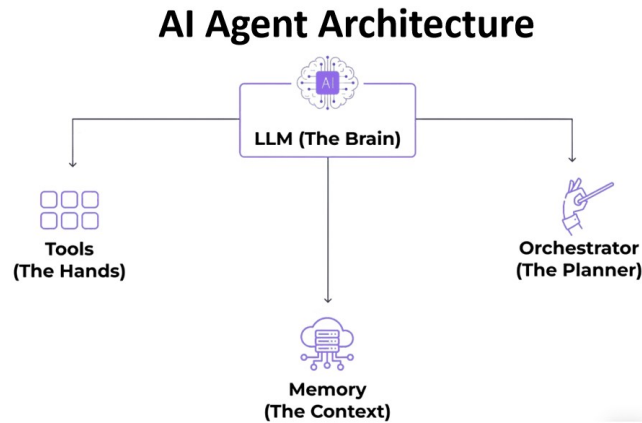 AI Agent Architecture
AI
LLM (The Brain)
Tools
(The Hands)
Orchestrator
(The Planner)
Memory
(The Context)